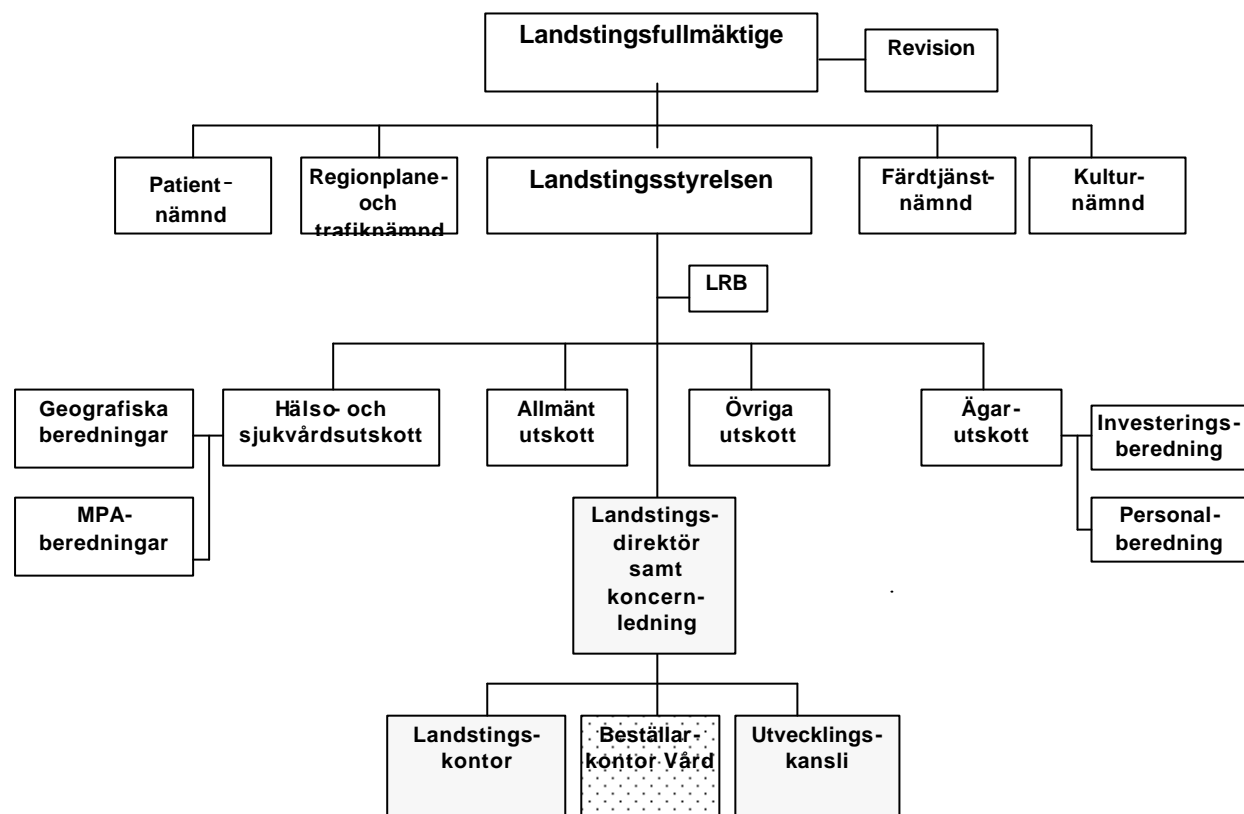 Landstingsfullmäktige
Revision
Patient-
nämnd
Regionplane-
och
trafiknämnd
Landstingsstyrelsen
Färdtjänst-
nämnd
Kultur-
nämnd
LRB
Geografiska
beredningar
Hälso- och
sjukvårdsutskott
Allmänt
utskott
Övriga
utskott
Ägar-
utskott
Investerings-
beredning
MPA-
beredningar
Landstings-
direktör
samt
koncern-
ledning
Personal-
beredning
Landstings-
kontor
Beställar-
kontor Vård
Utvecklings-
kansli